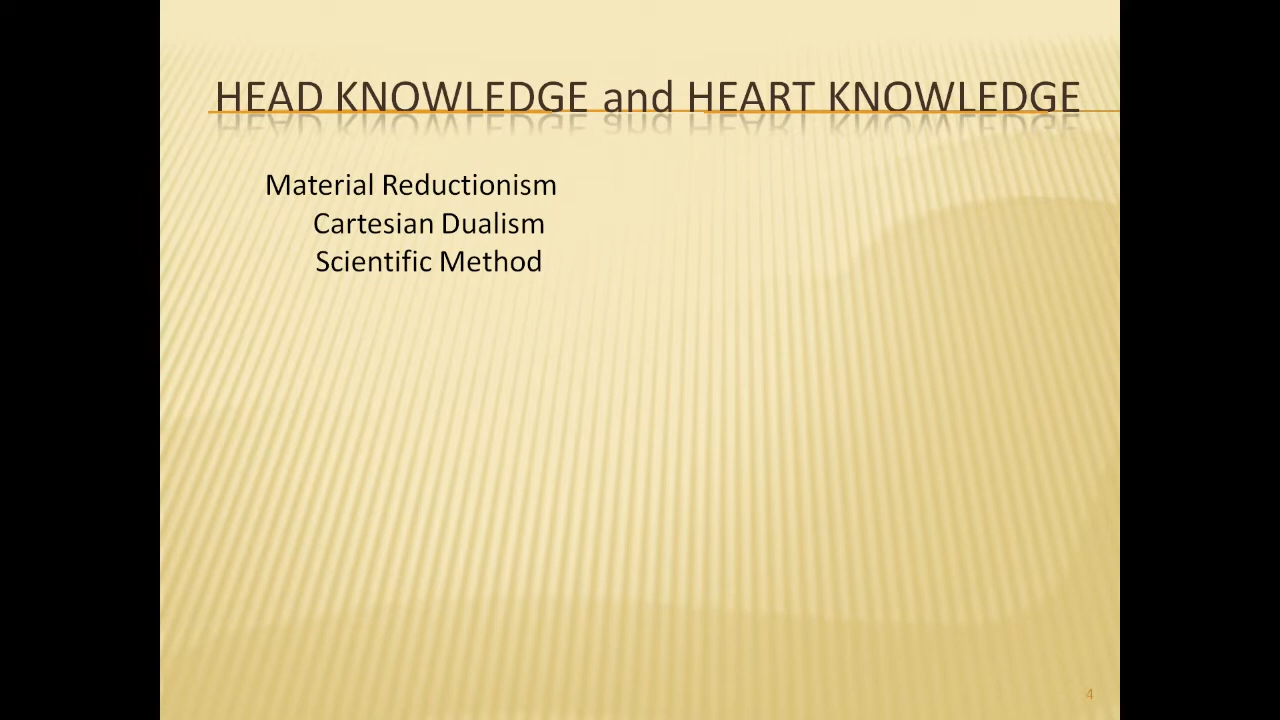 HEAD KNOWLEDGE and HEART KNOWLEDGE
Material Reductionism
Cartesian Dualism
Scientific Method
4